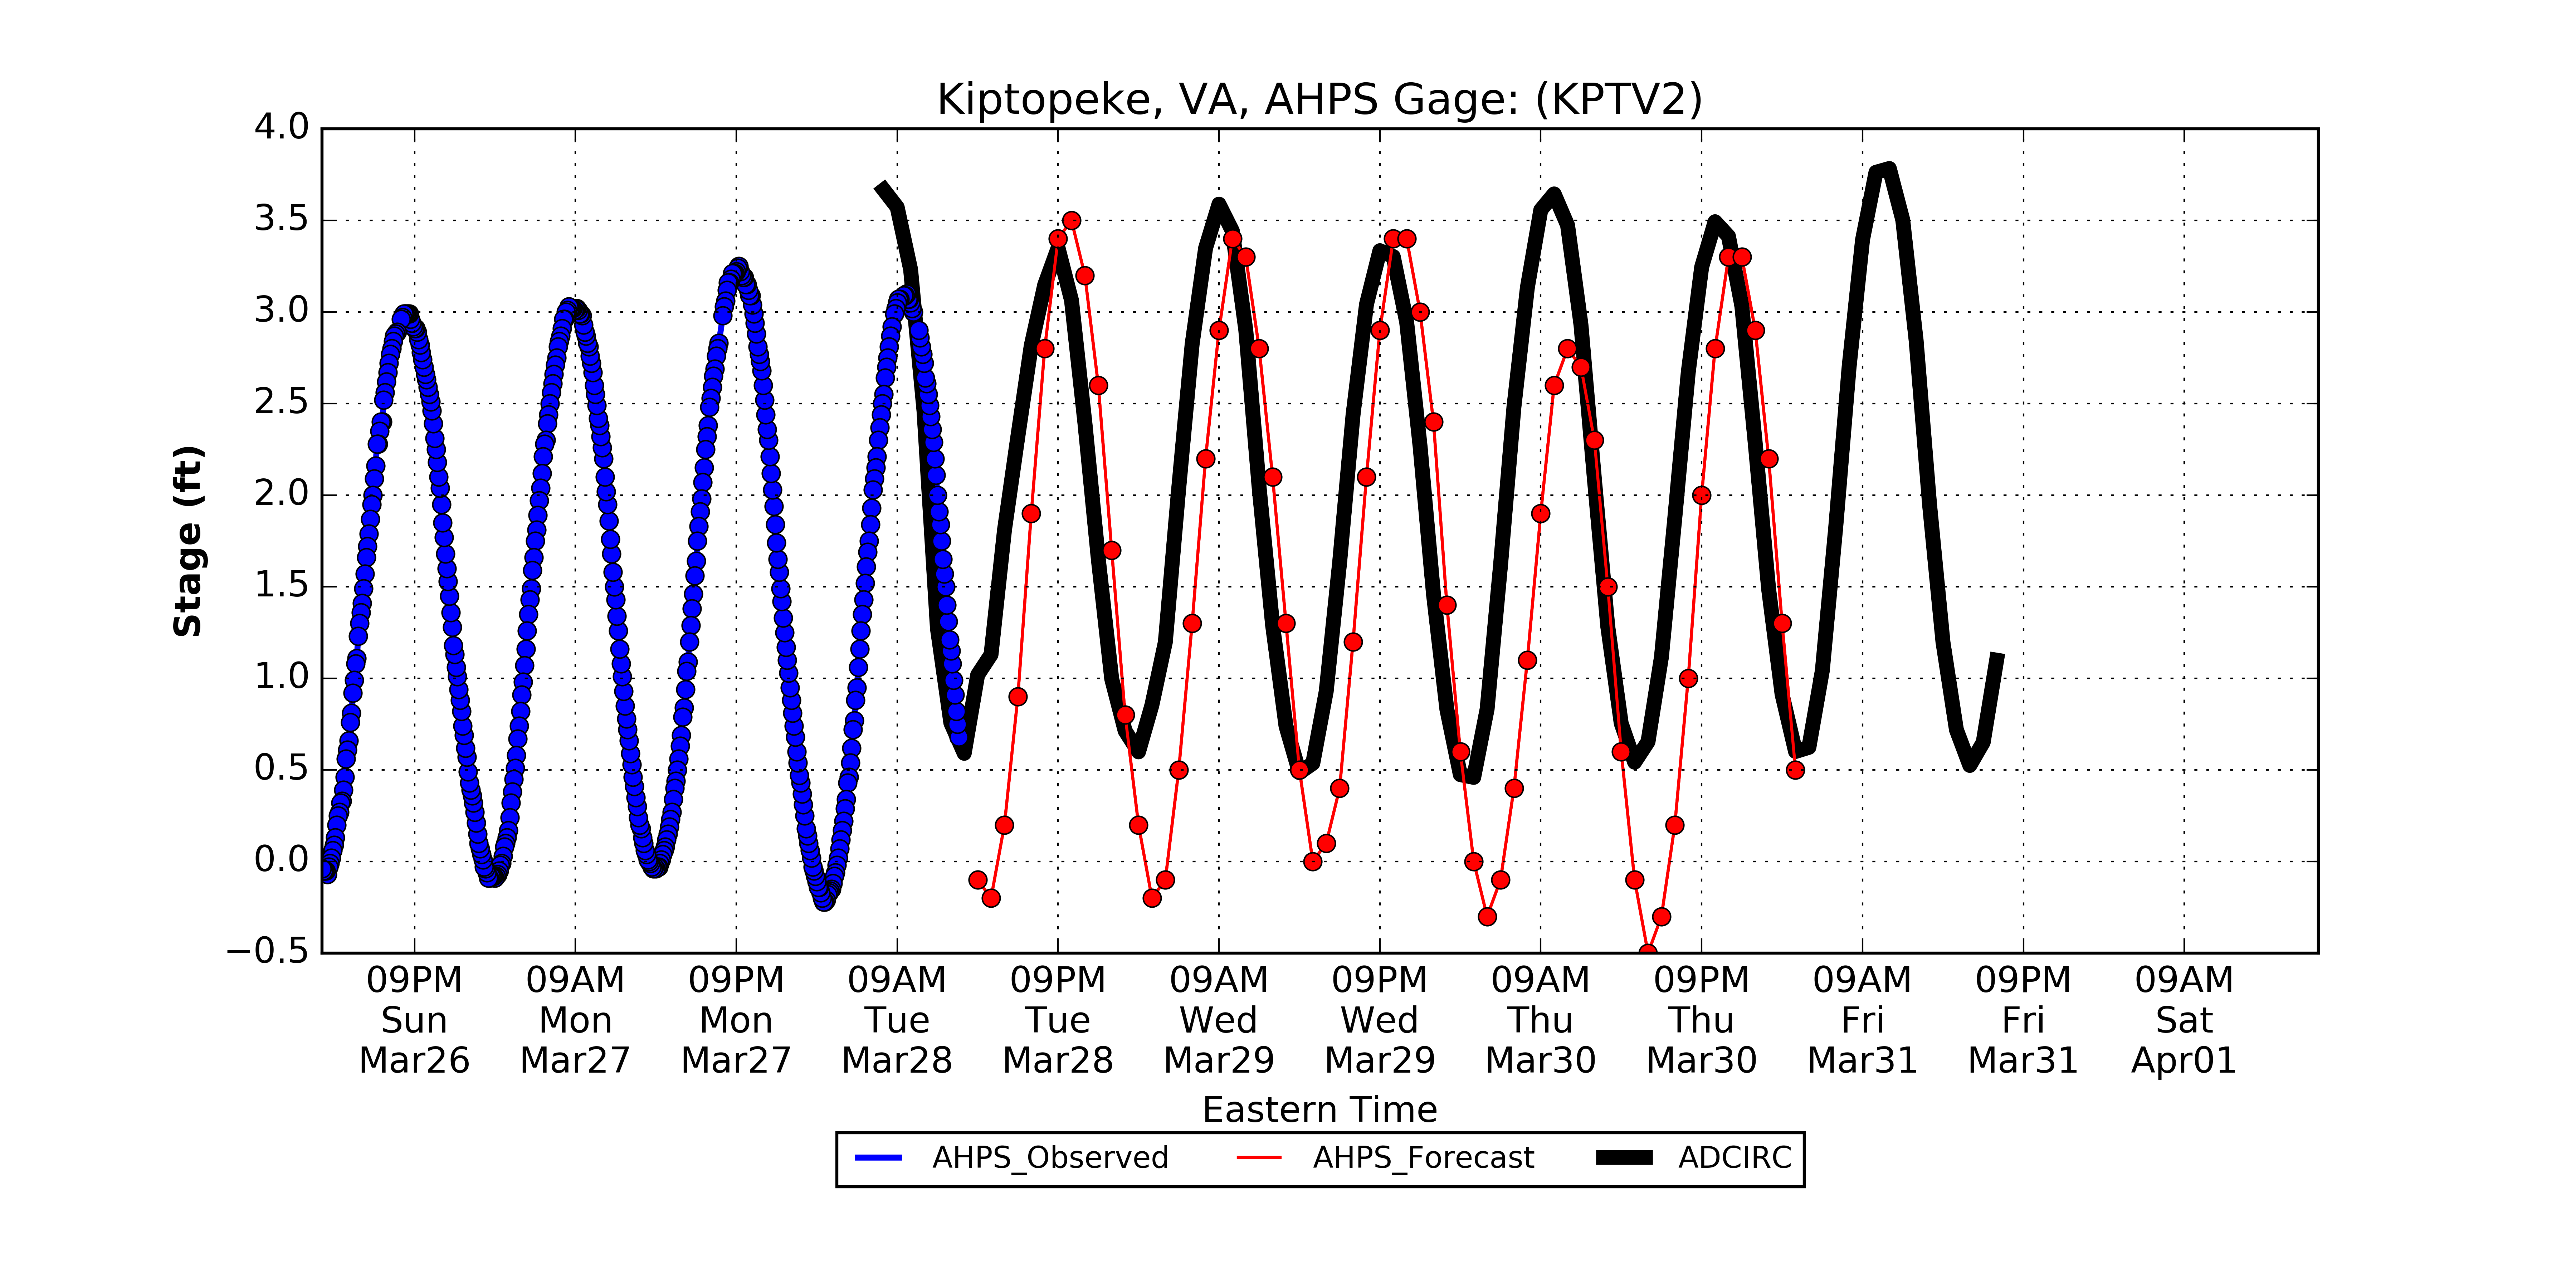 Kiptopeke, VA, AHPS Gage: (KPTV2)
4.0
3.5
3.0
2.5
2.0
1.5
1.0
0.5
0.0
−0.5
Stage (ft)
09PM 09AM 09PM 09AM 09PM 09AM 09PM 09AM 09PM 09AM 09PM 09AM
Sun Mon Mon Tue Tue Wed Wed Thu Thu Fri Fri Sat
Mar26 Mar27 Mar27 Mar28 Mar28 Mar29 Mar29 Mar30 Mar30 Mar31 Mar31 Apr01
Eastern Time
AHPS_Observed AHPS_Forecast ADCIRC